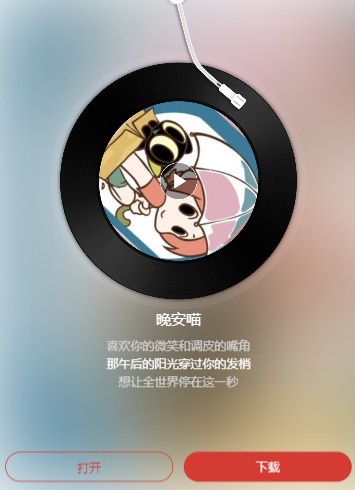 晚安喵
喜欢你的微笑和调皮的嘴角
那午后的阳光穿过你的发梢
想让全世界停在这一秒
打开
下载